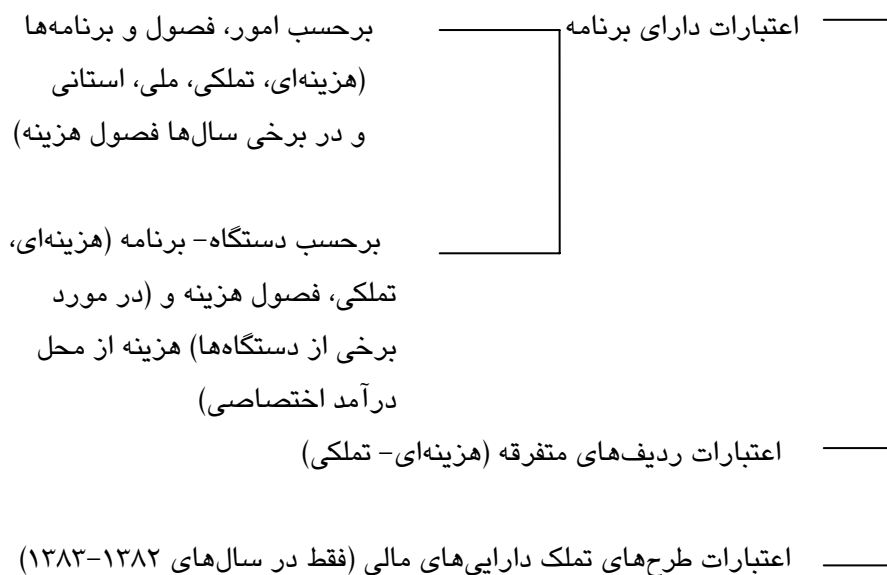 اعتبارات دارای برنامه
برحسب امور، فصول و برنامه‌ها
(هزینه‌ای، تملکی، ملی، استانی
و در برخی سال‌ها فصول هزینه)
برحسب دستگاه- برنامه (هزینه‌ای،
تملکی، فصول هزینه و (در مورد
برخی از دستگاه‌ها) هزینه از محل
درآمد اختصاصی)
اعتبارات ردیف‌های متفرقه (هزینه‌ای- تملکی)
اعتبارات طرح‌های تملک دارایی‌های مالی (فقط در سال‌های ۱۳۸۲-۱۳۸۳)